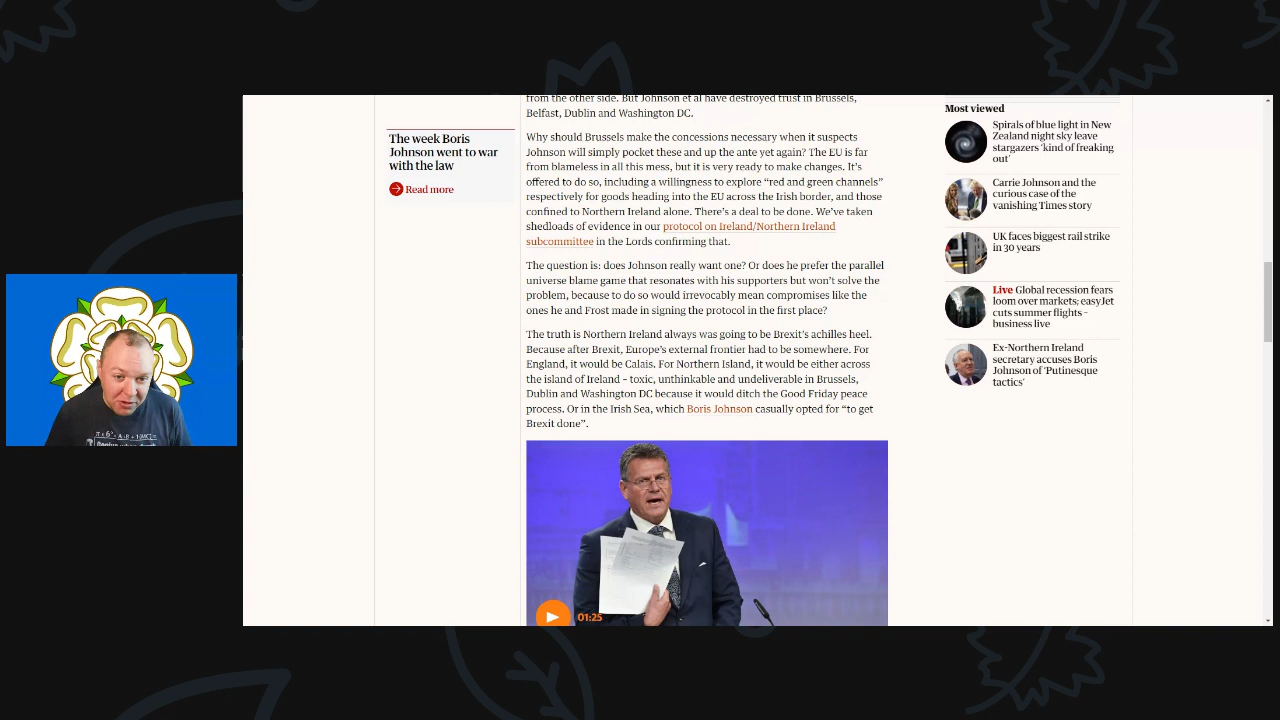 from the other side. But Johnson et al have destroyed trust in Brussels,
Belfast, Dublin and Washington DC.
The week Boris
Johnson went to war
with the law
Read more
Why should Brussels make the concessions necessary when it suspects
Johnson will simply pocket these and up the ante yet again? The EU is far
from blameless in all this mess, but it is very ready to make changes. It’s
offered to do so, including a willingness to explore “red and green channels”
respectively for goods heading into the EU across the Irish border, and those
confined to Northern Ireland alone. There’s a deal to be done. We’ve taken
shedloads of evidence in our protocol on Ireland/Northern Ireland
subcommittee in the Lords confirming that.
The question is: does Johnson really want one? Or does he prefer the parallel
universe blame game that resonates with his supporters but won’t solve the
problem, because to do so would irrevocably mean compromises like the
ones he and Frost made in signing the protocol in the first place?
The truth is Northern Ireland always was going to be Brexit’s achilles heel.
Because after Brexit, Europe’s external frontier had to be somewhere. For
England, it would be Calais. For Northern Island, it would be either across
the island of Ireland – toxic, unthinkable and undeliverable in Brussels,
Dublin and Washington DC because it would ditch the Good Friday peace
process. Or in the Irish Sea, which Boris Johnson casually opted for “to get
Brexit done”.
01:25
Most viewed
Spirals of blue light in New
Zealand night sky leave
stargazers ‘kind of freaking
out’
Carrie Johnson and the
curious case of the
vanishing Times story
UK faces biggest rail strike
in 30 years
Live Global recession fears
loom over markets; easyJet
cuts summer flights –
business live
Ex-Northern Ireland
secretary accuses Boris
Johnson of ‘Putinesque
tactics’